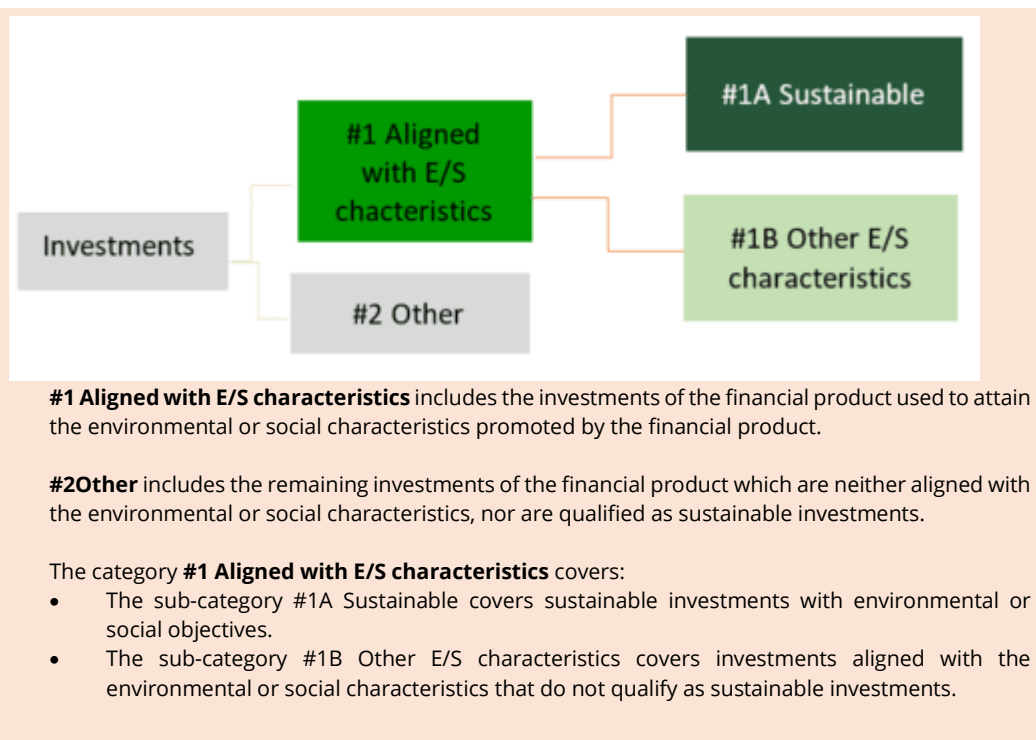 #1A Sustainable
#1 Aligned
with E/S
chacteristics
Investments
#1B Other E/S
characteristics
#2 Other
#1 Aligned with E/S characteristics includes the investments of the financial product used to attain
the environmental or social characteristics promoted by the financial product.
#2Other includes the remaining investments of the financial product which are neither aligned with
the environmental or social characteristics, nor are qualified as sustainable investments.
The category #1 Aligned with E/S characteristics covers:
• The sub-category #1A Sustainable covers sustainable investments with environmental or
social objectives.
• The sub-category #1B Other E/S characteristics covers investments aligned with the
environmental or social characteristics that do not qualify as sustainable investments.